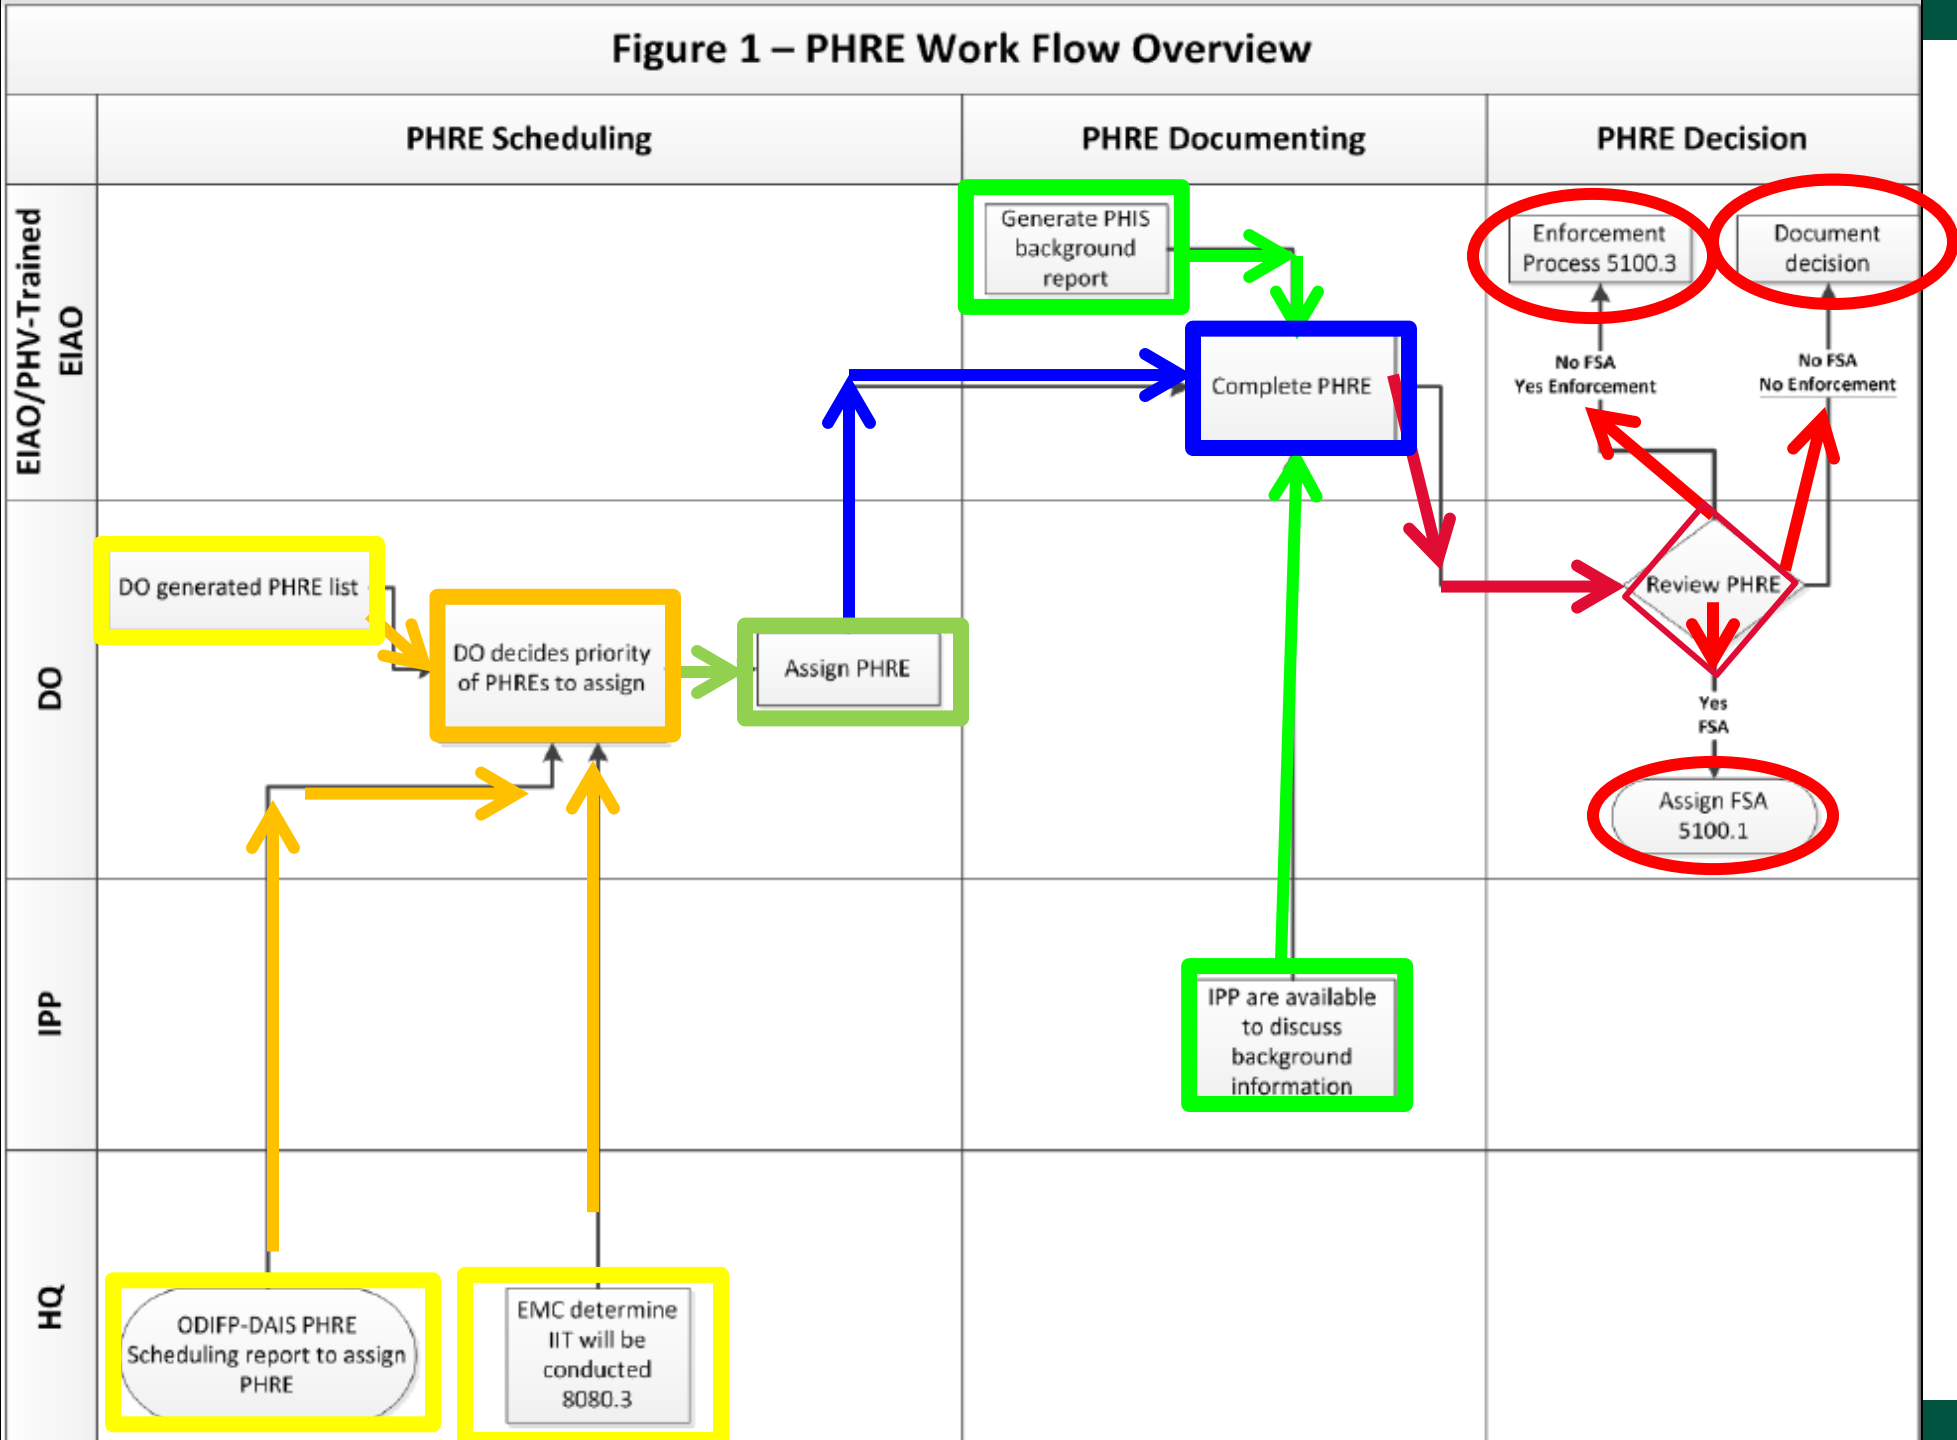 Figure 1 – PHRE Work Flow Overview
PHRE Scheduling
PHRE Documenting
PHRE Decision
EIAO/PHV-Trained
EIAO
Generate PHIS
background
report
Complete PHRE
Enforcement
Process 5100.3
Document
decision
No FSA
Yes Enforcement
No FSA
No Enforcement
DO
DO generated PHRE list
DO decides priority
of PHREs to assign
Assign PHRE
Review PHRE
Yes
FSA
Assign FSA
5100.1
IPP
IPP are available
to discuss
background
information
HQ
ODIFP-DAIS PHRE
Scheduling report to assign
PHRE
EMC determine
IIT will be
conducted
8080.3